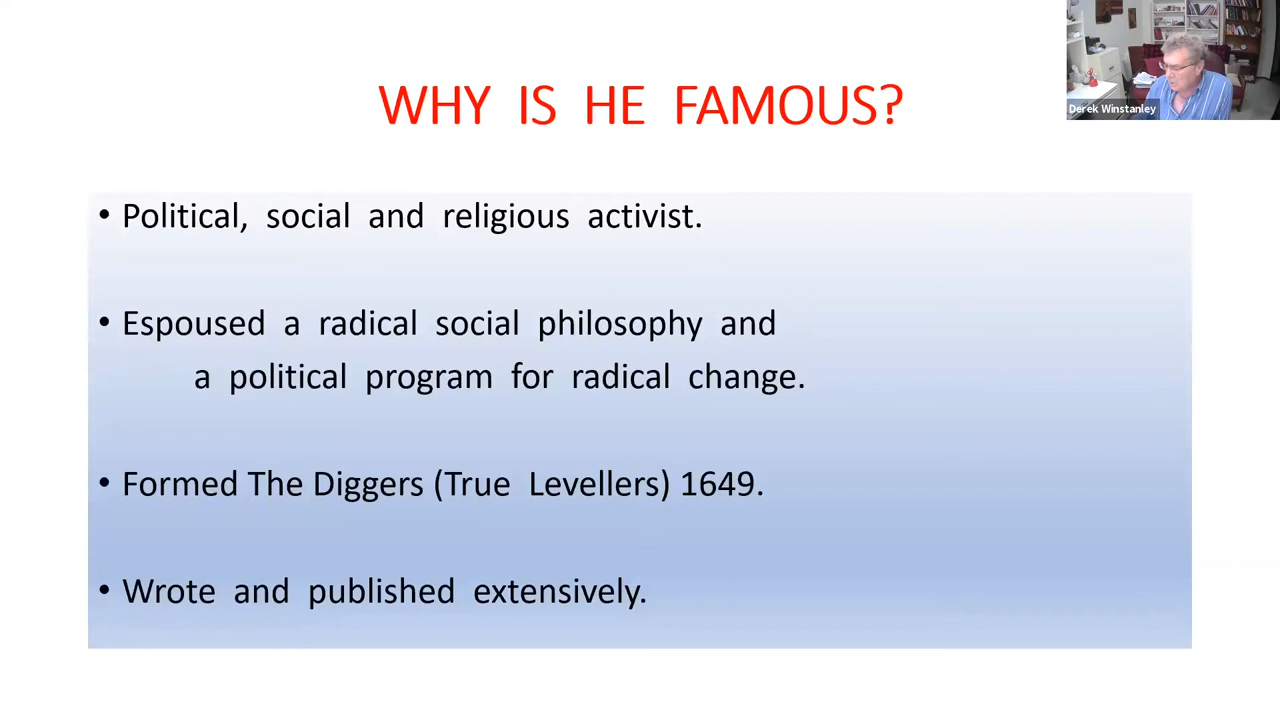 WHY IS HE FAMOUS?
Derek Winstanley
• Political, social and religious activist.
• Espoused a radical social philosophy and
a political program for radical change.
• Formed The Diggers (True Levellers) 1649.
• Wrote and published extensively.